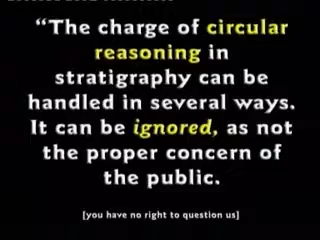 “The charge of circular
reasoning in
stratigraphy can be
handled in several ways.
It can be ignored, as not
the proper concern of
the public.
[you have no right to question us]